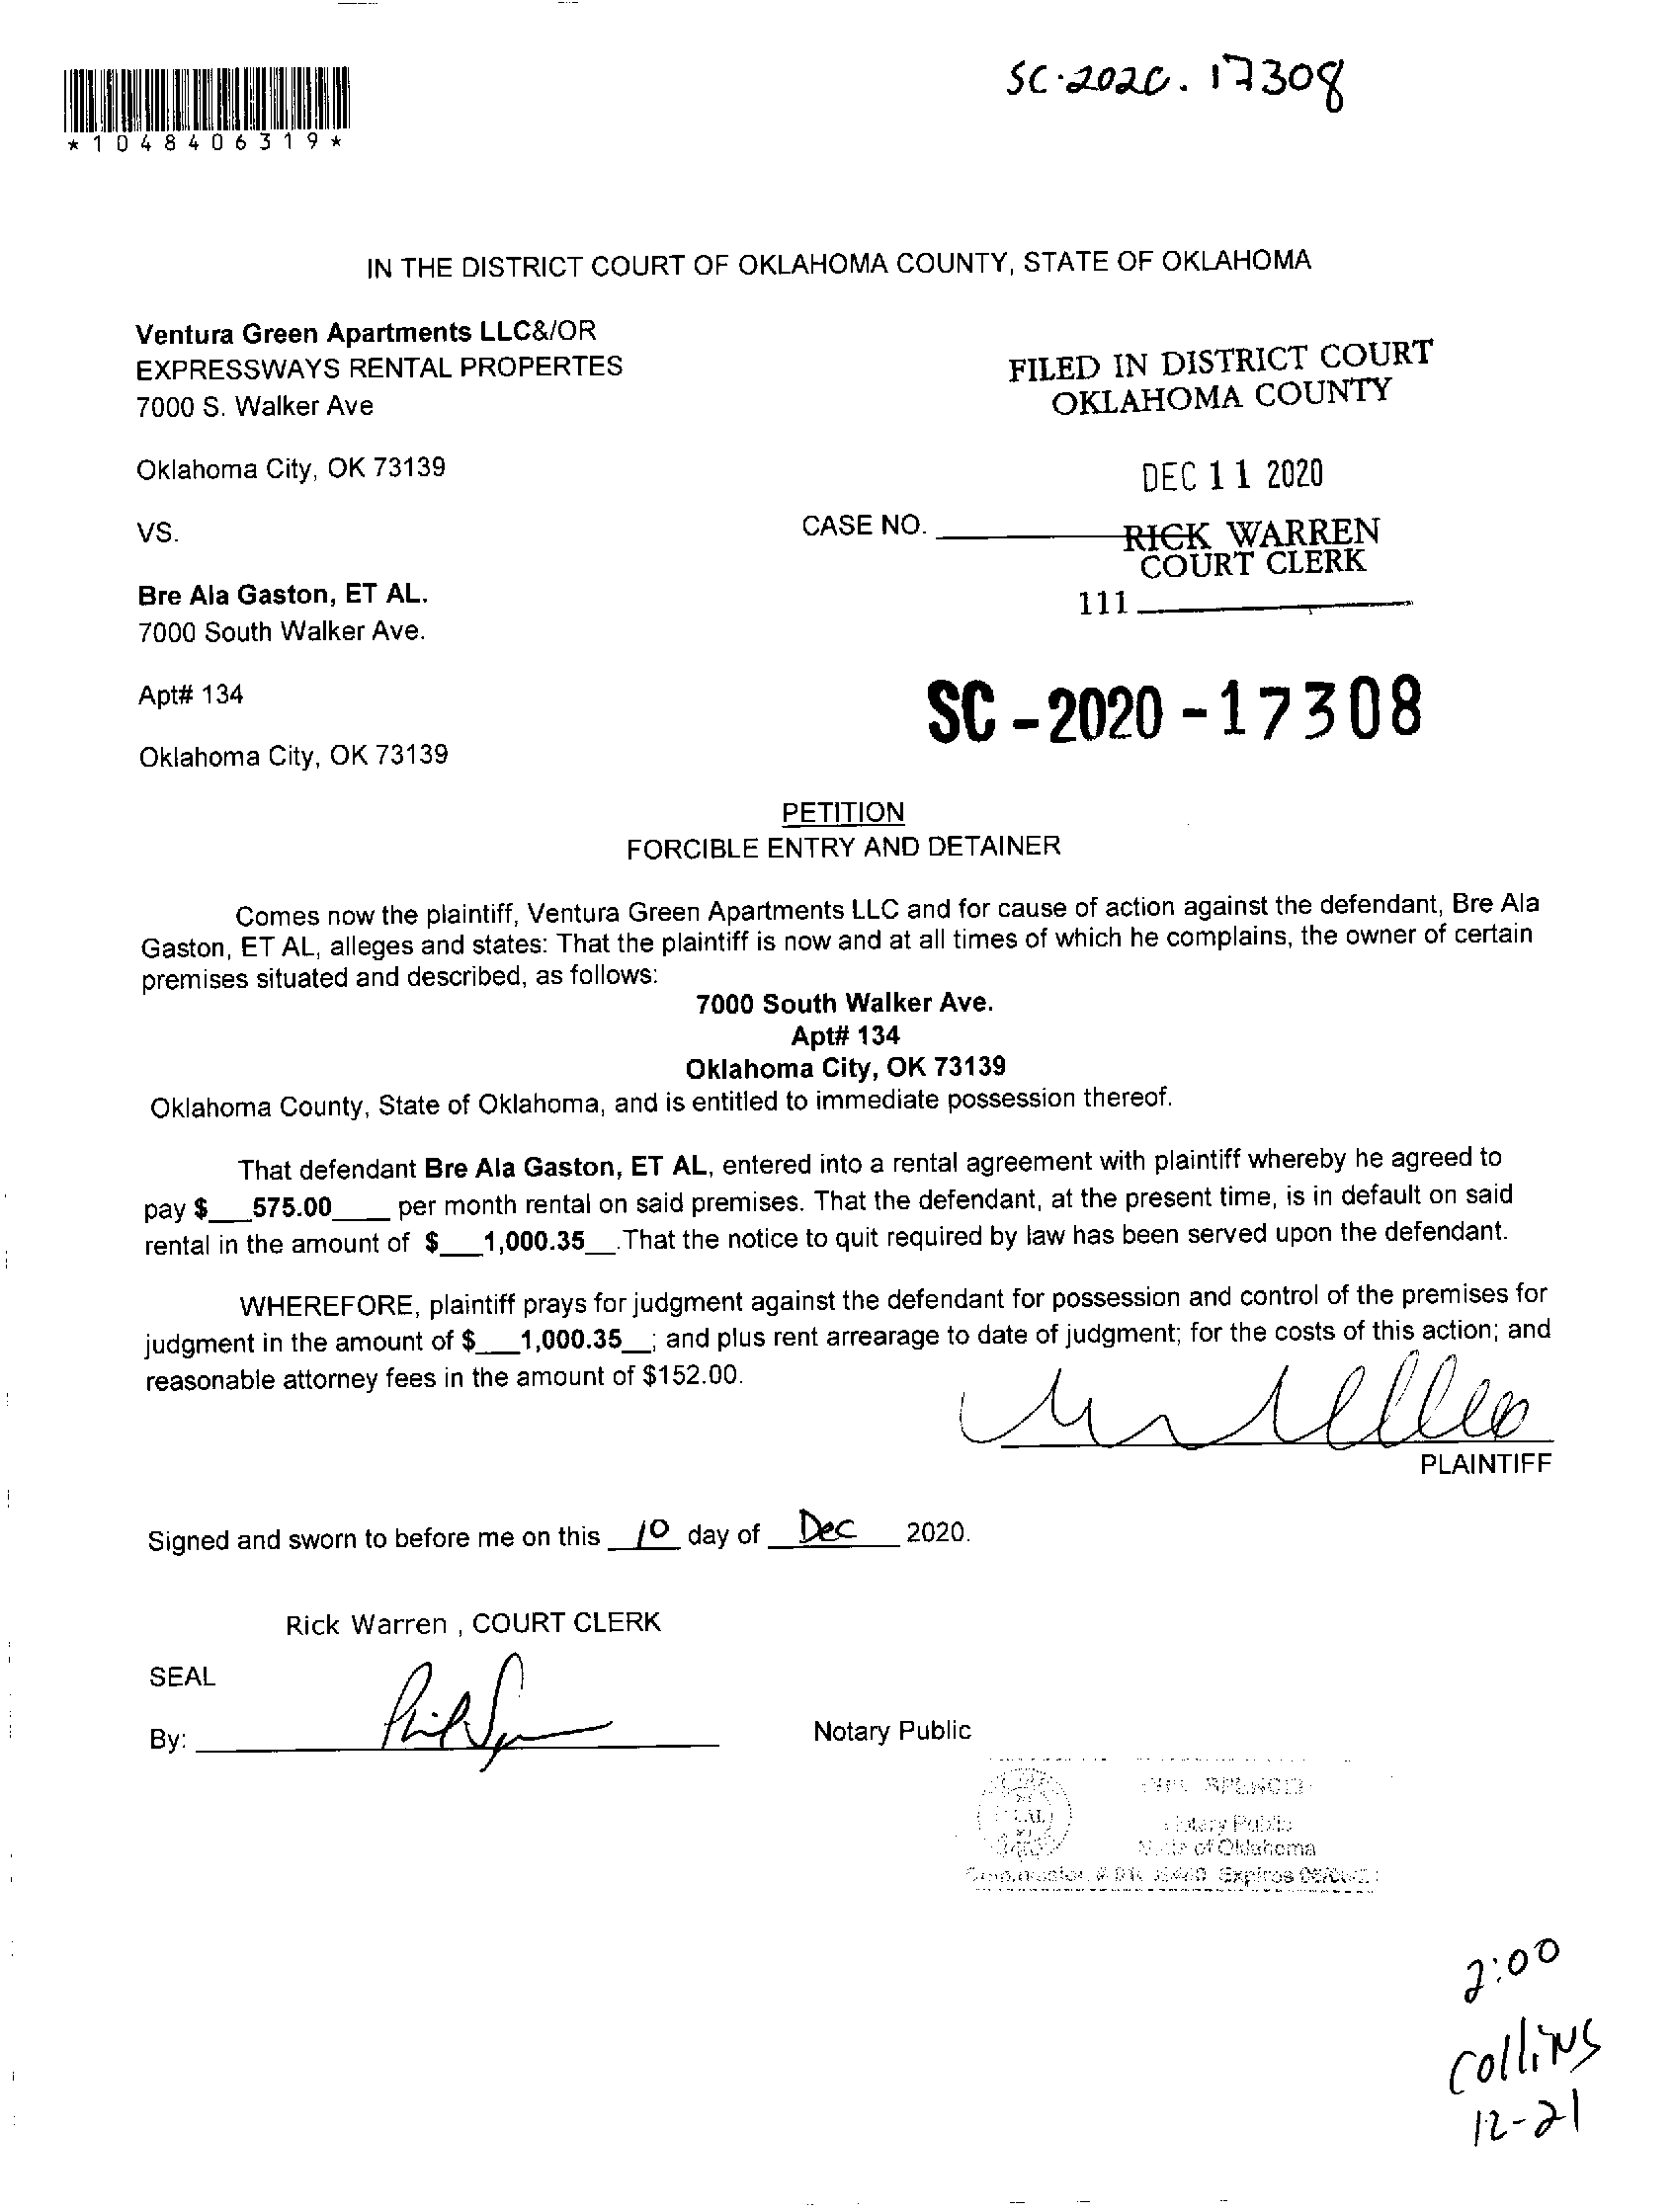 SC-2020-17308
*1048406319*
IN THE DISTRICT COURT OF OKLAHOMA COUNTY, STATE OF OKLAHOMA
Ventura Green Apartments LLC&/OR
EXPRESSWAYS RENTAL PROPERTES
7000 S. Walker Ave
Oklahoma City, OK 73139
VS.
Bre Ala Gaston, ET AL.
7000 South Walker Ave.
Apt# 134
Oklahoma City, OK 73139
FILED IN DISTRICT COURT
OKLAHOMA COUNTY
DEC 11 2020
CASE NO.
RICK WARREN
COURT CLERK
111
SC-2020-17308
PETITION
FORCIBLE ENTRY AND DETAINER
Comes now the plaintiff, Ventura Green Apartments LLC and for cause of action against the defendant, Bre Ala
Gaston, ET AL, alleges and states: That the plaintiff is now and at all times of which he complains, the owner of certain
premises situated and described, as follows:
7000 South Walker Ave.
Apt# 134
Oklahoma City, OK 73139
Oklahoma County, State of Oklahoma, and is entitled to immediate possession thereof.
That defendant Bre Ala Gaston, ET AL, entered into a rental agreement with plaintiff whereby he agreed to
pay $___575.00____ per month rental on said premises. That the defendant, at the present time, is in default on said
rental in the amount of $___1,000.35__.That the notice to quit required by law has been served upon the defendant.
WHEREFORE, plaintiff prays for judgment against the defendant for possession and control of the premises for
judgment in the amount of $___1,000.35__; and plus rent arrearage to date of judgment; for the costs of this action; and
reasonable attorney fees in the amount of $152.00.
PLAINTIFF
Signed and sworn to before me on this 10 day of Dec 2020.
Rick Warren , COURT CLERK
SEAL
By:
Notary Public
Notary Public
State of Oklahoma
Expires
2:00
Collins
12-21